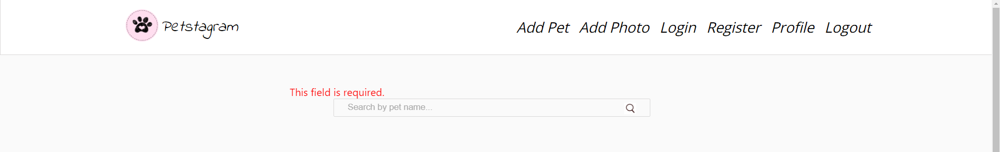 Petstagram
Add Pet Add Photo Login Register Profile Logout
This field is required.
Search by pet name...